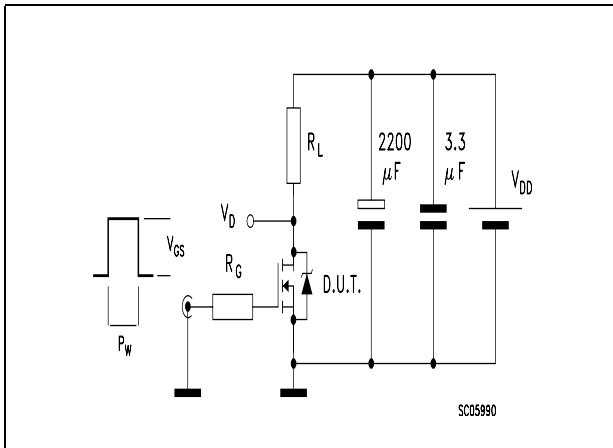 R_L
2200
μF
3.3
μF
V_DD
V_D
V_GS
R_G
D.U.T.
P_W
SC05990